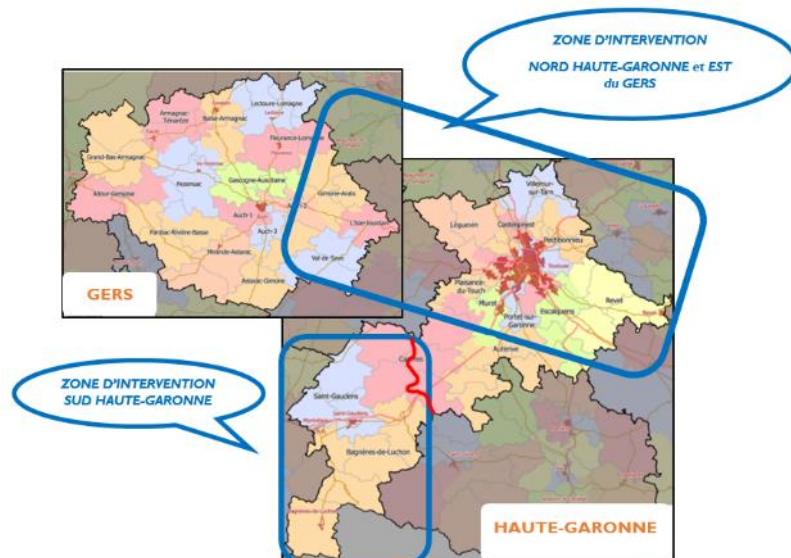 ZONE D'INTERVENTION
NORD HAUTE-GARONNE et EST
du GERS
Lectoure-Lomagne
Armagnac-
Ténarèze
Baïse-Armagnac
Fleurance-Lomagne
Grand-Bas-Armagnac
Fezensac
Gascogne-Auscitaine
Gimone-Arats
Adour-Gersoise
Auch-1
Auch-2
Auch-3
L'Isle-Jourdain
Pardiac-Rivière-Basse
Mirande-Astarac
Val de Save
Astarac-Gimone
GERS
Villemur-
sur-Tarn
Léguevin
Castelginest
Pechbonnieu
Plaisance-
du-Touch
Muret
Portet-sur-
Garonne
Escalquens
Revel
Auterive
ZONE D'INTERVENTION
SUD HAUTE-GARONNE
Cazères
Saint-Gaudens
Saint-Gaudens
Bagnères-de-Luchon
Bagnères-de-Luchon
HAUTE-GARONNE